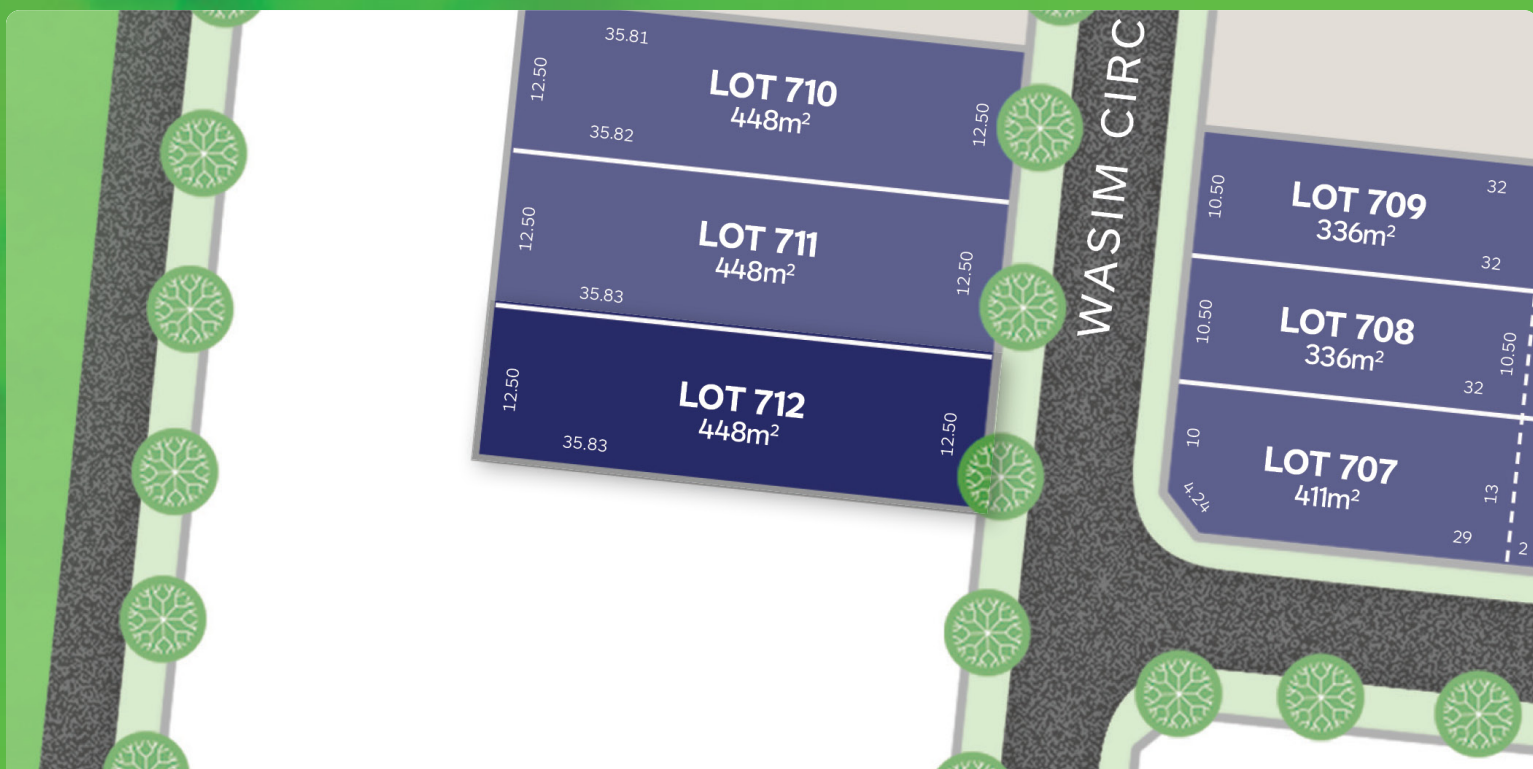 35.81
12.50
LOT 710
448m²
12.50
35.82
12.50
LOT 711
448m²
12.50
35.83
12.50
LOT 712
448m²
12.50
35.83
WASIM CIRC
32
10.50
LOT 709
336m²
32
10.50
LOT 708
336m²
10.50
32
10
LOT 707
411m²
4.24
13
29
2